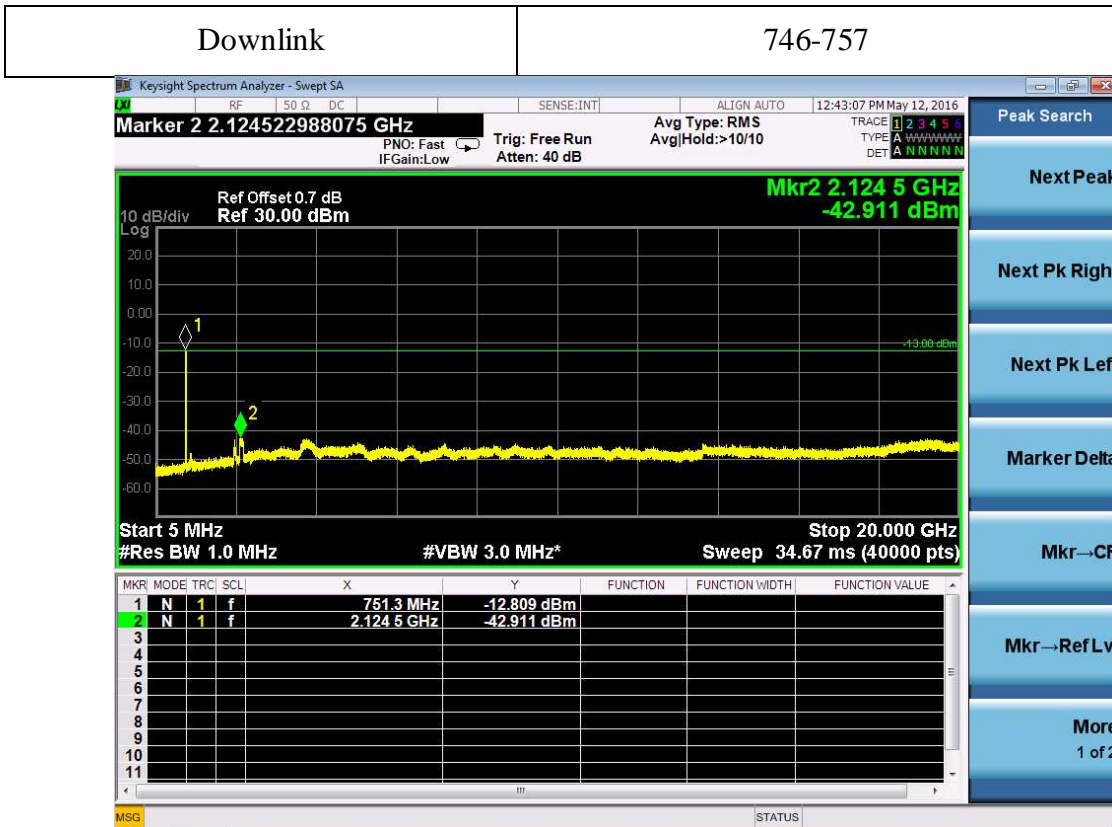 Downlink 746-757
Keysight Spectrum Analyzer - Swept SA
LXI RF 50 Ω DC SENSE:INT ALIGN AUTO 12:43:07 PM May 12, 2016
Marker 2 2.124522988075 GHz
PNO: Fast
IFGain:Low
Trig: Free Run
Atten: 40 dB
Avg Type: RMS
Avg|Hold:>10/10
TRACE 1 2 3 4 5 6
TYPE A WWWWW
DET A N N N N N
Peak Search
Ref Offset 0.7 dB
10 dB/div Ref 30.00 dBm
Log
Mkr2 2.124 5 GHz
-42.911 dBm
20.0
10.0
0.00
-10.0
-20.0
-30.0
-40.0
-50.0
-60.0
1
2
-13.00 dBm
Start 5 MHz Stop 20.000 GHz
#Res BW 1.0 MHz #VBW 3.0 MHz* Sweep 34.67 ms (40000 pts)
MKR MODE TRC SCL X Y FUNCTION FUNCTION WIDTH FUNCTION VALUE
1 N 1 f 751.3 MHz -12.809 dBm
2 N 1 f 2.124 5 GHz -42.911 dBm
3
4
5
6
7
8
9
10
11
Next Peak
Next Pk Righ
Next Pk Lef
Marker Delta
Mkr→CF
Mkr→Ref Lv
More
1 of 2
MSG STATUS